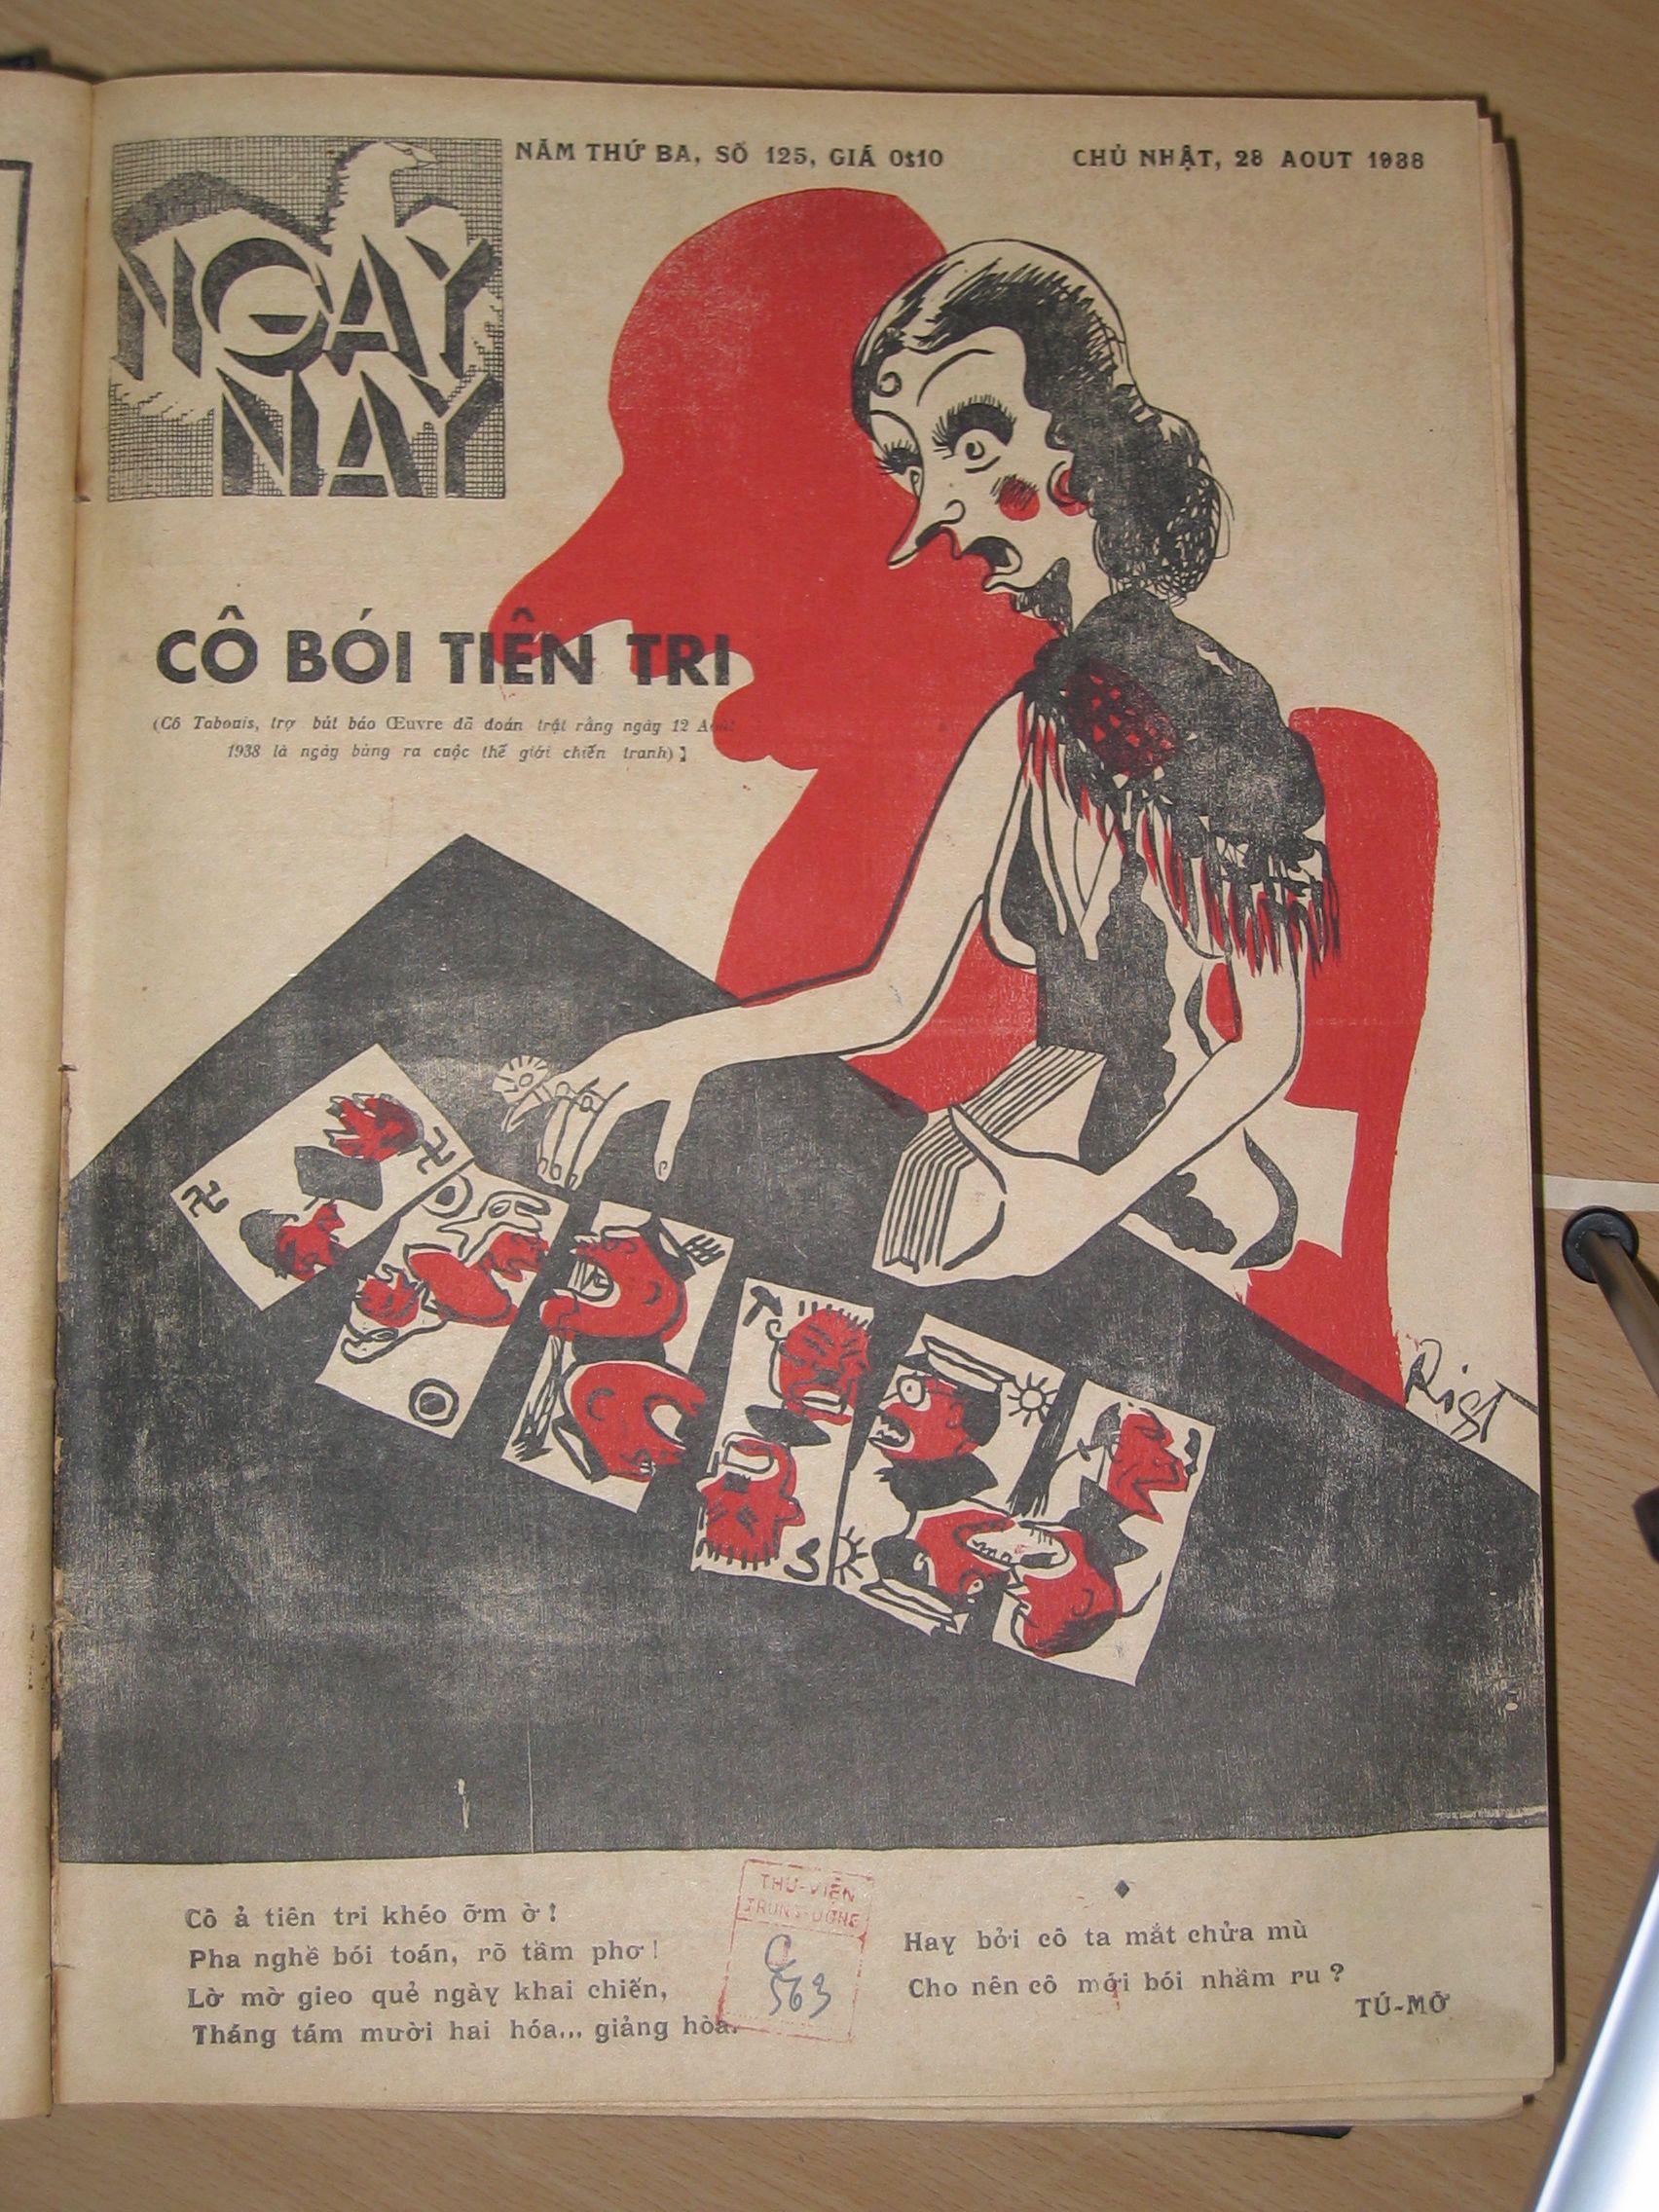 NGAY
NAY
NĂM THỨ BA, SỐ 125, GIÁ 0$10
CHỦ NHẬT, 28 AOUT 1938
CÔ BÓI TIÊN TRI
(Cô Tabouis, trợ bút báo Œuvre đã đoán trật rằng ngày 12 Août
1938 là ngày bùng ra cuộc thế giới chiến tranh)
Rigt
Cô ả tiên tri khéo ỡm ờ !
Pha nghề bói toán, rõ tầm phơ !
Lờ mờ gieo quẻ ngày khai chiến,
Tháng tám mười hai hóa... giảng hòa.
THƯ-VIỆN
TRUNG-ƯƠNG
563
Hay bởi cô ta mắt chửa mù
Cho nên cô mới bói nhầm ru ?
TÚ-MỠ